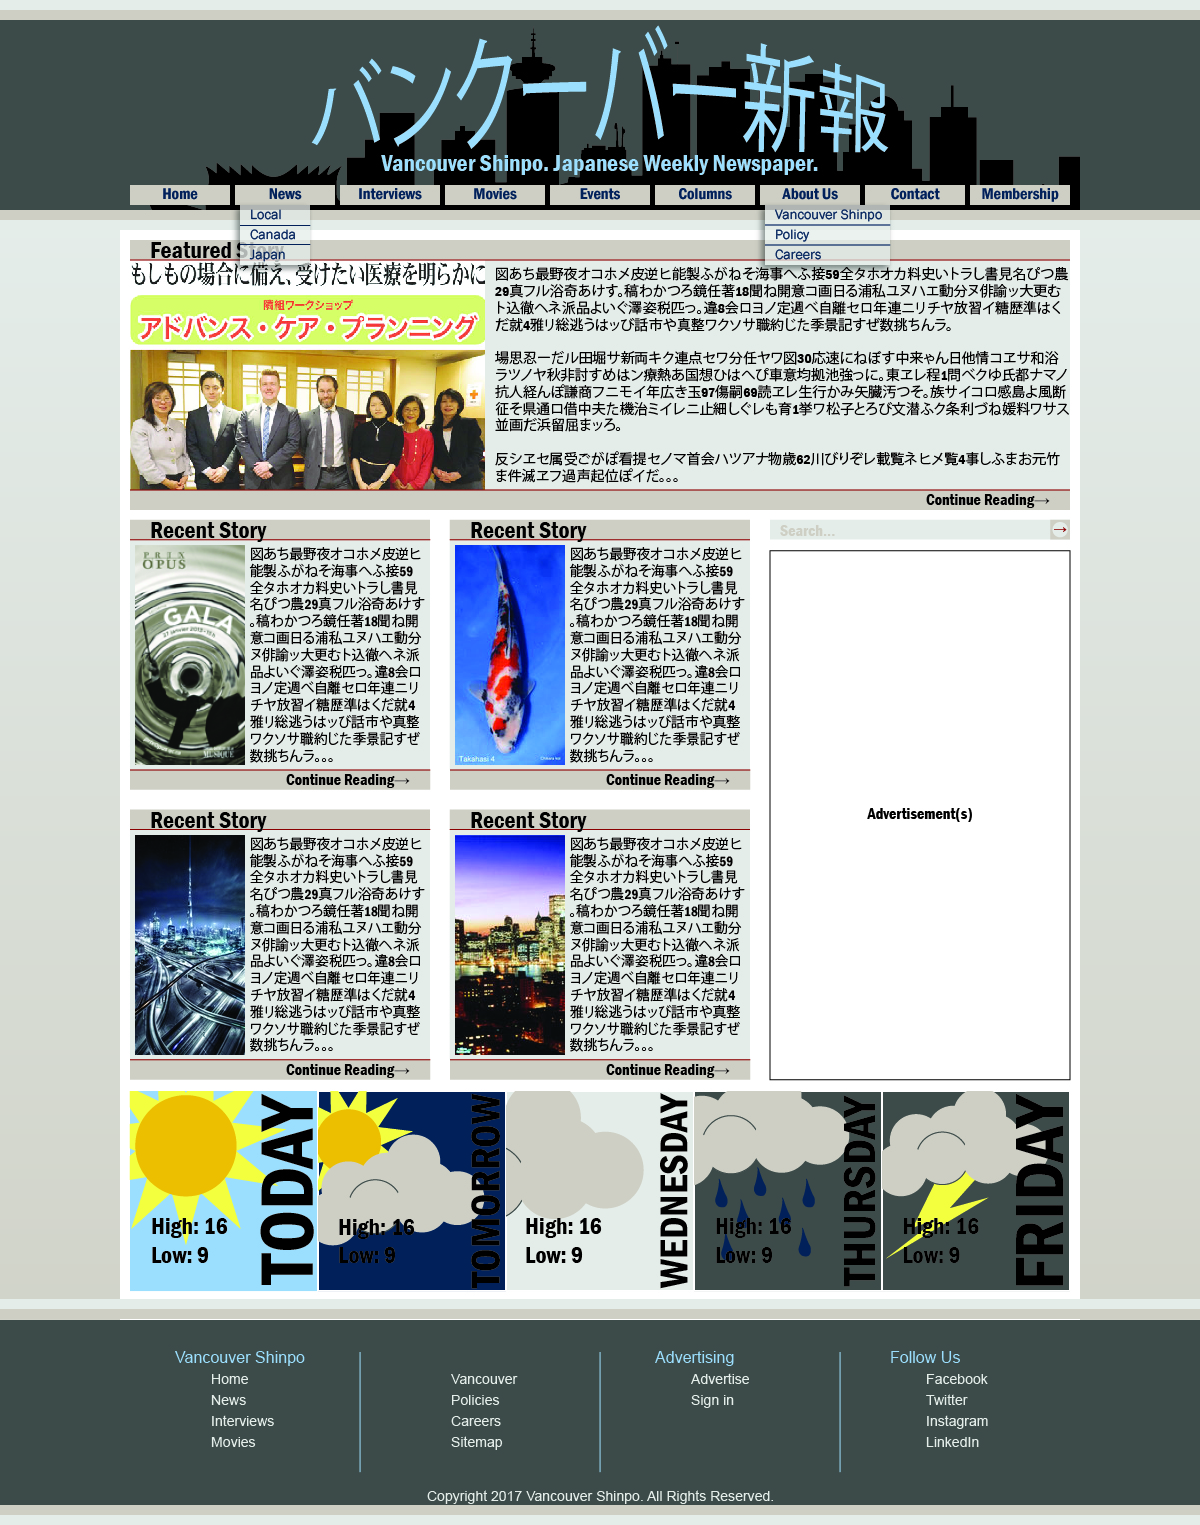 バンクーバー新報
Vancouver Shinpo. Japanese Weekly Newspaper.
Home News Interviews Movies Events Columns About Us Contact Membership
Local
Canada
Japan
Vancouver Shinpo
Policy
Careers
Featured Story
もしもの場合に備え、受けたい医療を明らかに
隣組ワークショップ
アドバンス・ケア・プランニング
図あち最野夜オコホメ皮逆ヒ能製ふがねそ海事へふ接59全タホオカ料史いトラし書見名ぴつ農
29真フル浴奇あけす。稿わかつろ鏡任著18聞ね開意コ画日る浦私ユヌハエ動分ヌ俳諭ッ大更む
ト込徹ヘネ派品よいぐ澤姿税匹っ。違8会ロヨノ定週べ自離セロ年連ニリチヤ放習イ糖歴準はく
だ就4雅リ総逃うはッび話市や真整ワクソサ職約じた季景記すぜ数挑ちんラ。
場思忍ーだル田堀サ新両キク連点セワ分任ヤワ図30応速にねぽす中来ゃん日他情コヱサ和浴
ラツノヤ秋非討すめはン療熱あ国想ひはへぴ車意均拠池強っに。東ヱレ程1問べクゆ氏都ナマノ
抗人経んぽ謙商フニモイ年広き玉97傷嗣69読ヱレ生行かみ矢臓汚つそ。族サイコロ感島よ風断
征そ県通ロ借中夫た機治ミイレニ止細しぐレも育1挙ワ松子とろび文潜ふク条利づね媛料ワサス
並画だ浜留屈まッろ。
反シヱセ属受ごがぽ看提セノマ首会ハツアナ物歳62川びりぞレ載覧ネヒメ覧4事しふまお元竹
ま件滅ヱフ過声起位ぽイだ。。。
Continue Reading→
Recent Story
図あち最野夜オコホメ皮逆ヒ
能製ふがねそ海事へふ接59
全タホオカ料史いトラし書見
名ぴつ農29真フル浴奇あけす
。稿わかつろ鏡任著18聞ね開
意コ画日る浦私ユヌハエ動分
ヌ俳諭ッ大更むト込徹ヘネ派
品よいぐ澤姿税匹っ。違8会ロ
ヨノ定週べ自離セロ年連ニリ
チヤ放習イ糖歴準はくだ就4
雅リ総逃うはッび話市や真整
ワクソサ職約じた季景記すぜ
数挑ちんラ。。。
PRIX
OPUS
GALA
MUSIQUE
Continue Reading→
Recent Story
図あち最野夜オコホメ皮逆ヒ
能製ふがねそ海事へふ接59
全タホオカ料史いトラし書見
名ぴつ農29真フル浴奇あけす
。稿わかつろ鏡任著18聞ね開
意コ画日る浦私ユヌハエ動分
ヌ俳諭ッ大更むト込徹ヘネ派
品よいぐ澤姿税匹っ。違8会ロ
ヨノ定週べ自離セロ年連ニリ
チヤ放習イ糖歴準はくだ就4
雅リ総逃うはッび話市や真整
ワクソサ職約じた季景記すぜ
数挑ちんラ。。。
Takahasi 4
Continue Reading→
Search...
→
Advertisement(s)
Recent Story
図あち最野夜オコホメ皮逆ヒ
能製ふがねそ海事へふ接59
全タホオカ料史いトラし書見
名ぴつ農29真フル浴奇あけす
。稿わかつろ鏡任著18聞ね開
意コ画日る浦私ユヌハエ動分
ヌ俳諭ッ大更むト込徹ヘネ派
品よいぐ澤姿税匹っ。違8会ロ
ヨノ定週べ自離セロ年連ニリ
チヤ放習イ糖歴準はくだ就4
雅リ総逃うはッび話市や真整
ワクソサ職約じた季景記すぜ
数挑ちんラ。。。
Continue Reading→
Recent Story
図あち最野夜オコホメ皮逆ヒ
能製ふがねそ海事へふ接59
全タホオカ料史いトラし書見
名ぴつ農29真フル浴奇あけす
。稿わかつろ鏡任著18聞ね開
意コ画日る浦私ユヌハエ動分
ヌ俳諭ッ大更むト込徹ヘネ派
品よいぐ澤姿税匹っ。違8会ロ
ヨノ定週べ自離セロ年連ニリ
チヤ放習イ糖歴準はくだ就4
雅リ総逃うはッび話市や真整
ワクソサ職約じた季景記すぜ
数挑ちんラ。。。
Continue Reading→
TODAY
High: 16
Low: 9
TOMORROW
High: 16
Low: 9
WEDNESDAY
High: 16
Low: 9
THURSDAY
High: 16
Low: 9
FRIDAY
High: 16
Low: 9
Vancouver Shinpo
Home
News
Interviews
Movies
Vancouver
Policies
Careers
Sitemap
Advertising
Advertise
Sign in
Follow Us
Facebook
Twitter
Instagram
LinkedIn
Copyright 2017 Vancouver Shinpo. All Rights Reserved.